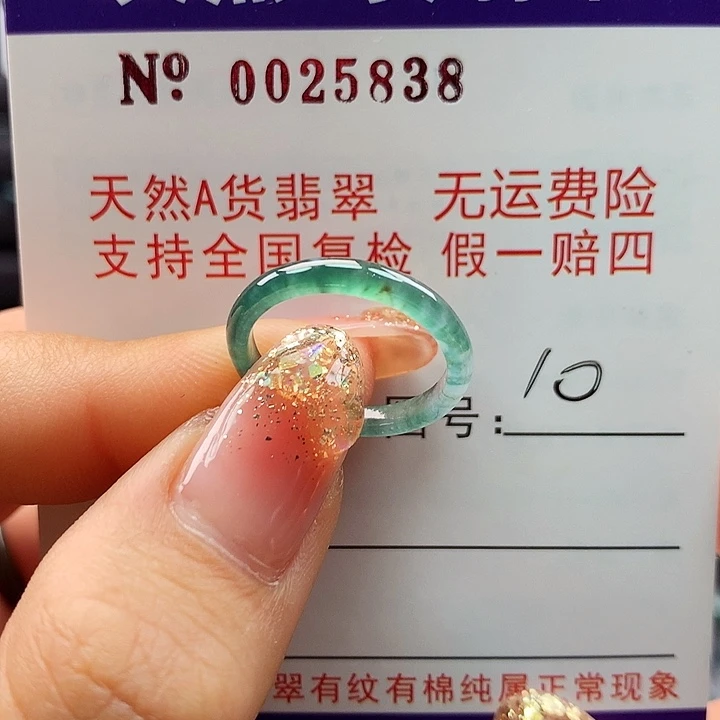 Nº 0025838
天然A货翡翠 无运费险
支持全国复检 假一赔四
圈号: 10
翠有纹有棉纯属正常现象